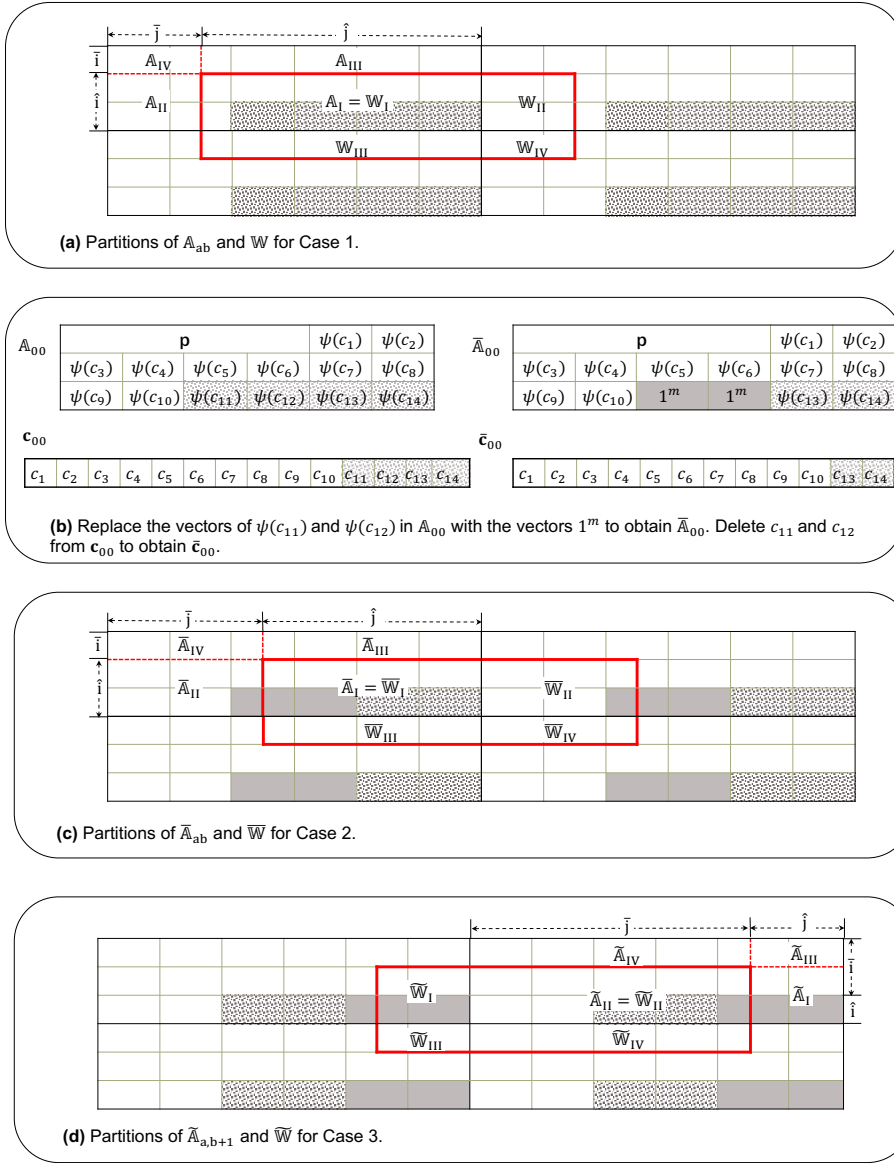 j̄ ĵ
ī 𝔸IV 𝔸III
î 𝔸II 𝔸I = 𝕎I 𝕎II
𝕎III 𝕎IV
(a) Partitions of 𝔸ab and 𝕎 for Case 1.
𝔸00 p ψ(c1) ψ(c2)
ψ(c3) ψ(c4) ψ(c5) ψ(c6) ψ(c7) ψ(c8)
ψ(c9) ψ(c10) ψ(c11) ψ(c12) ψ(c13) ψ(c14)
c00
c1 c2 c3 c4 c5 c6 c7 c8 c9 c10 c11 c12 c13 c14
𝔸̄00 p ψ(c1) ψ(c2)
ψ(c3) ψ(c4) ψ(c5) ψ(c6) ψ(c7) ψ(c8)
ψ(c9) ψ(c10) 1^m 1^m ψ(c13) ψ(c14)
c̄00
c1 c2 c3 c4 c5 c6 c7 c8 c9 c10 c13 c14
(b) Replace the vectors of ψ(c11) and ψ(c12) in 𝔸00 with the vectors 1^m to obtain 𝔸̄00. Delete c11 and c12
from c00 to obtain c̄00.
j̄ ĵ
ī 𝔸̄IV 𝔸̄III
î 𝔸̄II 𝔸̄I = 𝕎̄I 𝕎̄II
𝕎̄III 𝕎̄IV
(c) Partitions of 𝔸̄ab and 𝕎̄ for Case 2.
j̄ ĵ
𝔸̃IV 𝔸̃III ī
𝕎̃I 𝔸̃II = 𝕎̃II 𝔸̃I î
𝕎̃III 𝕎̃IV
(d) Partitions of 𝔸̃a,b+1 and 𝕎̃ for Case 3.